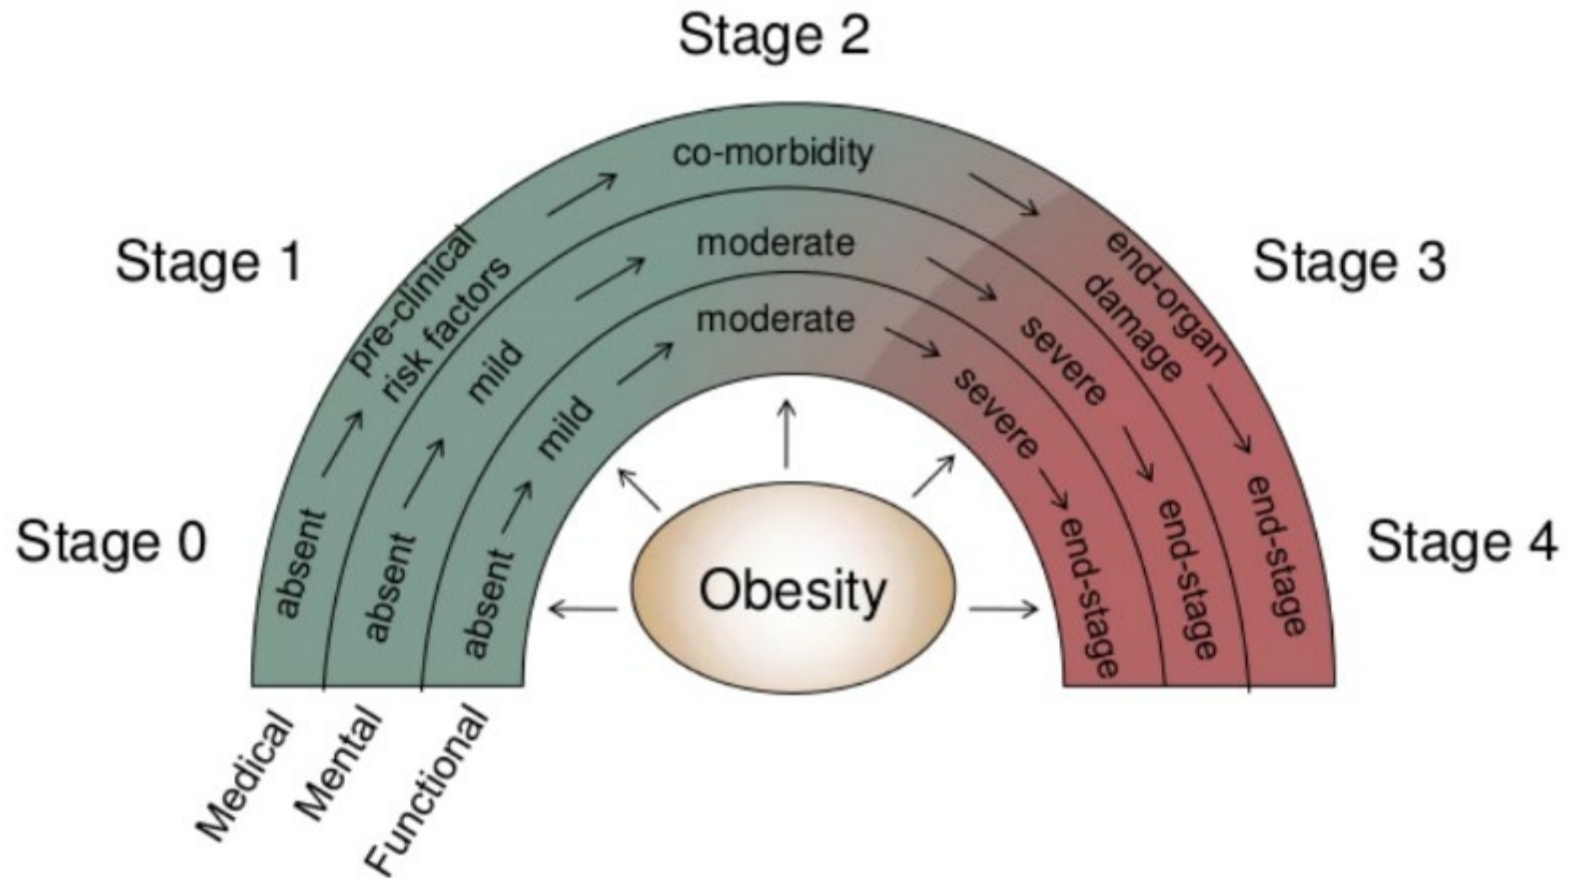 Stage 2
Stage 1
Stage 3
Stage 0
Stage 4
absent
pre-clinical
risk factors
co-morbidity
end-organ
damage
end-stage
absent
mild
moderate
severe
end-stage
absent
mild
moderate
severe
end-stage
Obesity
Medical
Mental
Functional